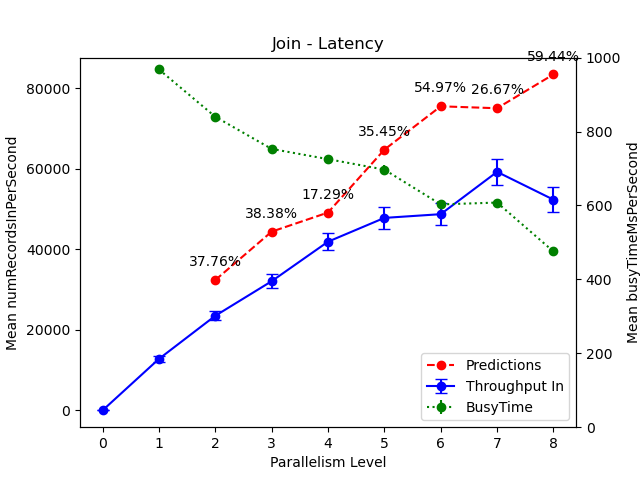 Join - Latency
59.44%
54.97%
26.67%
35.45%
17.29%
38.38%
37.76%
80000
60000
40000
20000
0
1000
800
600
400
200
0
Mean numRecordsInPerSecond
Mean busyTimeMsPerSecond
Predictions
Throughput In
BusyTime
0 1 2 3 4 5 6 7 8
Parallelism Level